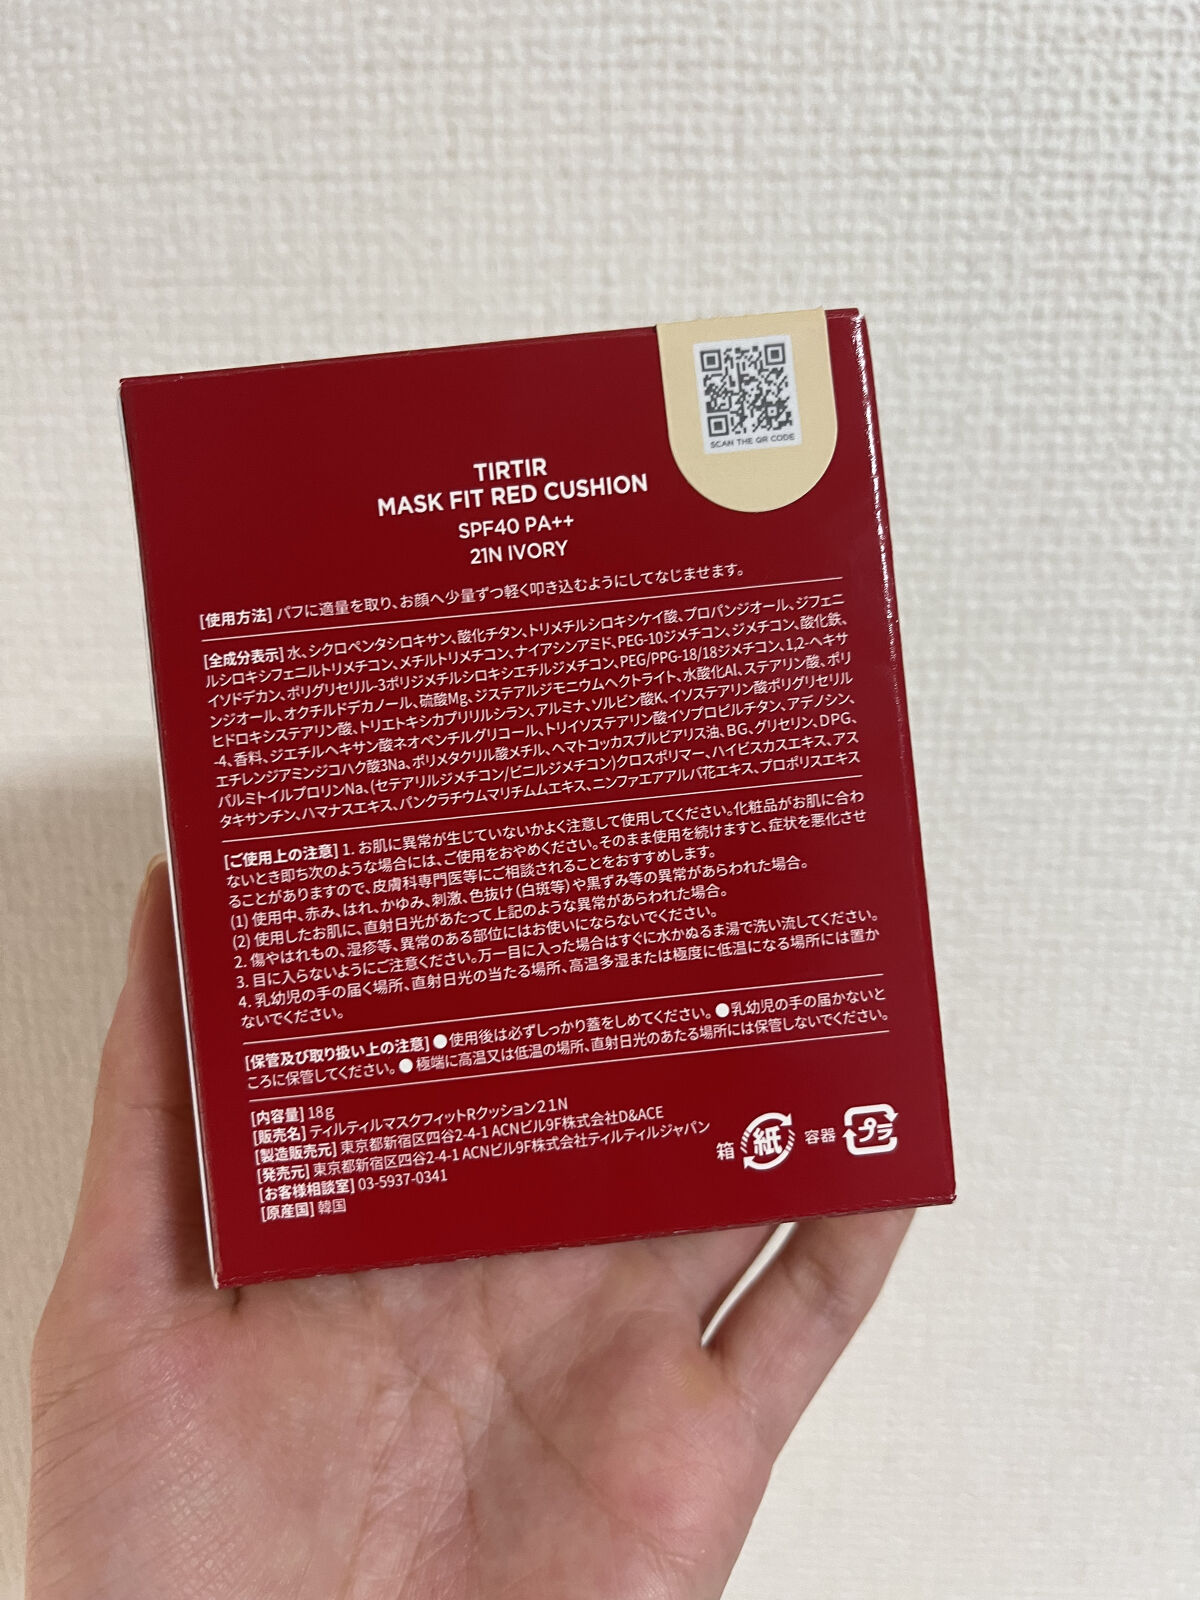 SCAN THE QR CODE
TIRTIR
MASK FIT RED CUSHION
SPF40 PA++
21N IVORY
[使用方法] パフに適量を取り、お顔へ少量ずつ軽く叩き込むようにしてなじませます。
[全成分表示] 水、シクロペンタシロキサン、酸化チタン、トリメチルシロキシケイ酸、プロパンジオール、ジフェニ
ルシロキシフェニルトリメチコン、メチルトリメチコン、ナイアシンアミド、PEG-10ジメチコン、ジメチコン、酸化鉄、
イソドデカン、ポリグリセリル-3ポリジメチルシロキシエチルジメチコン、PEG/PPG-18/18ジメチコン、1,2-ヘキサ
ンジオール、オクチルドデカノール、硫酸Mg、ジステアルジモニウムヘクトライト、水酸化Al、ステアリン酸、ポリ
ヒドロキシステアリン酸、トリエトキシカプリリルシラン、アルミナ、ソルビン酸K、イソステアリン酸ポリグリセリル
-4、香料、ジエチルヘキサン酸ネオペンチルグリコール、トリイソステアリン酸イソプロピルチタン、アデノシン、
エチレンジアミンジコハク酸3Na、ポリメタクリル酸メチル、ヘマトコッカスプルビアリス油、BG、グリセリン、DPG、
パルミトイルプロリンNa、(セテアリルジメチコン/ビニルジメチコン)クロスポリマー、ハイビスカスエキス、アス
タキサンチン、ハマナスエキス、パンクラチウムマリチムムエキス、ニンファエアアルバ花エキス、プロポリスエキス
[ご使用上の注意] 1. お肌に異常が生じていないかよく注意して使用してください。化粧品がお肌に合わ
ないとき即ち次のような場合には、ご使用をおやめください。そのまま使用を続けますと、症状を悪化させ
ることがありますので、皮膚科専門医等にご相談されることをおすすめします。
(1) 使用中、赤み、はれ、かゆみ、刺激、色抜け(白斑等)や黒ずみ等の異常があらわれた場合。
(2) 使用したお肌に、直射日光があたって上記のような異常があらわれた場合。
2. 傷やはれもの、湿疹等、異常のある部位にはお使いにならないでください。
3. 目に入らないようにご注意ください。万一目に入った場合はすぐに水かぬるま湯で洗い流してください。
4. 乳幼児の手の届く場所、直射日光の当たる場所、高温多湿または極度に低温になる場所には置か
ないでください。
[保管及び取り扱い上の注意] ●使用後は必ずしっかり蓋をしめてください。●乳幼児の手の届かないと
ころに保管してください。●極端に高温又は低温の場所、直射日光のあたる場所には保管しないでください。
[内容量] 18g
[販売名] ティルティルマスクフィットRクッション21N
[製造販売元] 東京都新宿区四谷2-4-1 ACNビル9F株式会社D&ACE
[発売元] 東京都新宿区四谷2-4-1 ACNビル9F株式会社ティルティルジャパン
[お客様相談室] 03-5937-0341
[原産国] 韓国
箱 紙 容器 プラ